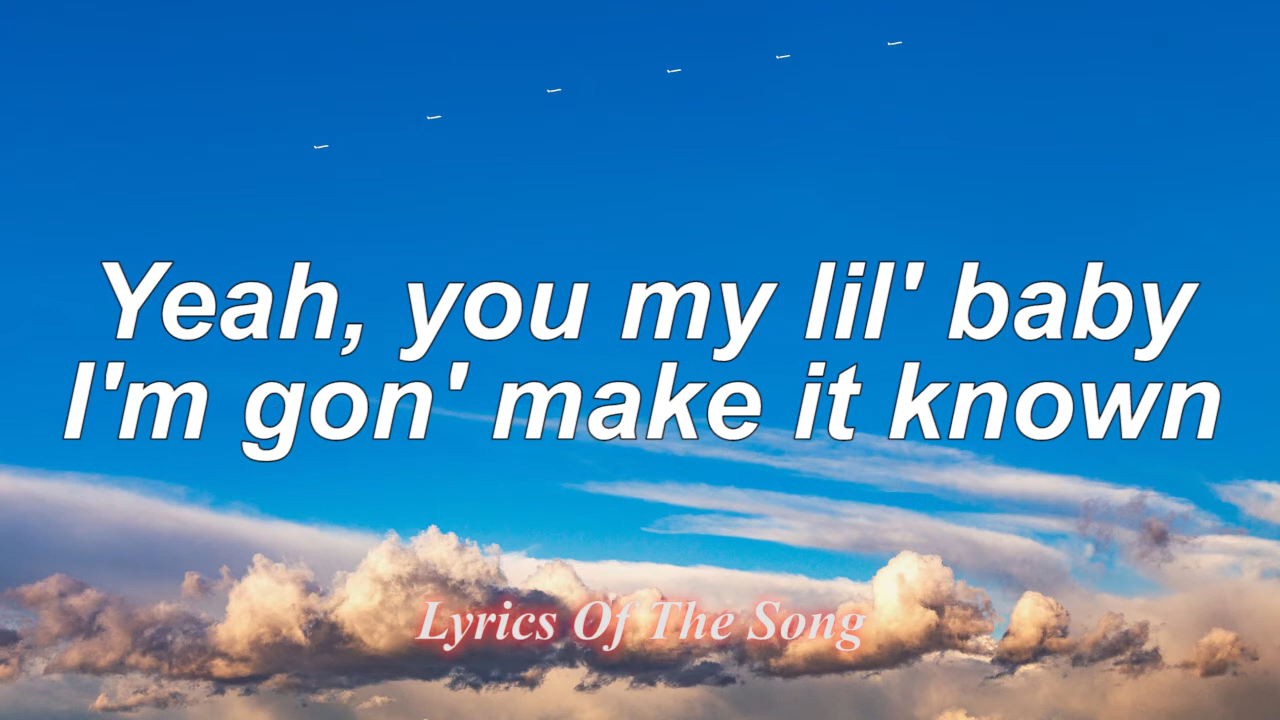 Yeah, you my lil' baby
I'm gon' make it known
Lyrics Of The Song